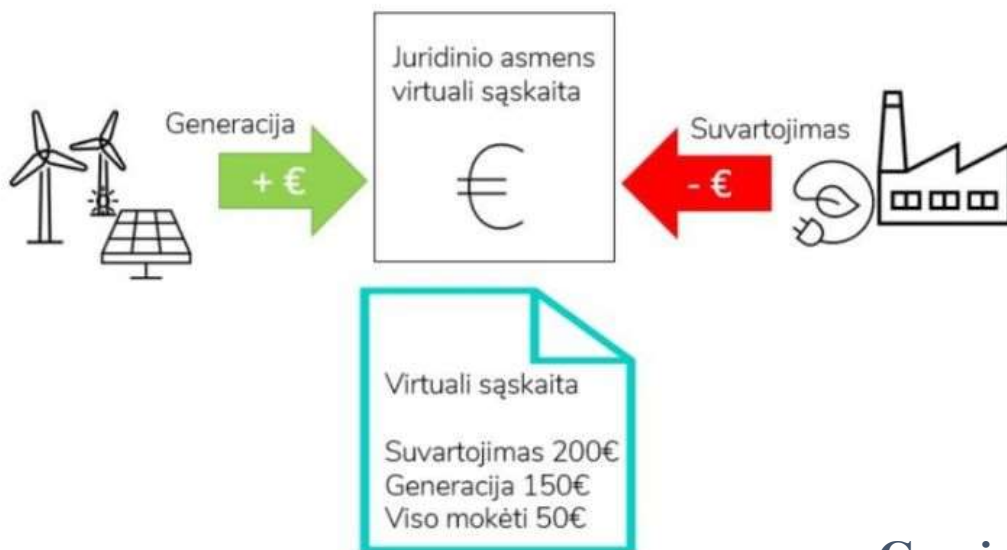 Juridinio asmens
virtuali sąskaita
€
Generacija
+ €
Suvartojimas
- €
Virtuali sąskaita
Suvartojimas 200€
Generacija 150€
Viso mokėti 50€